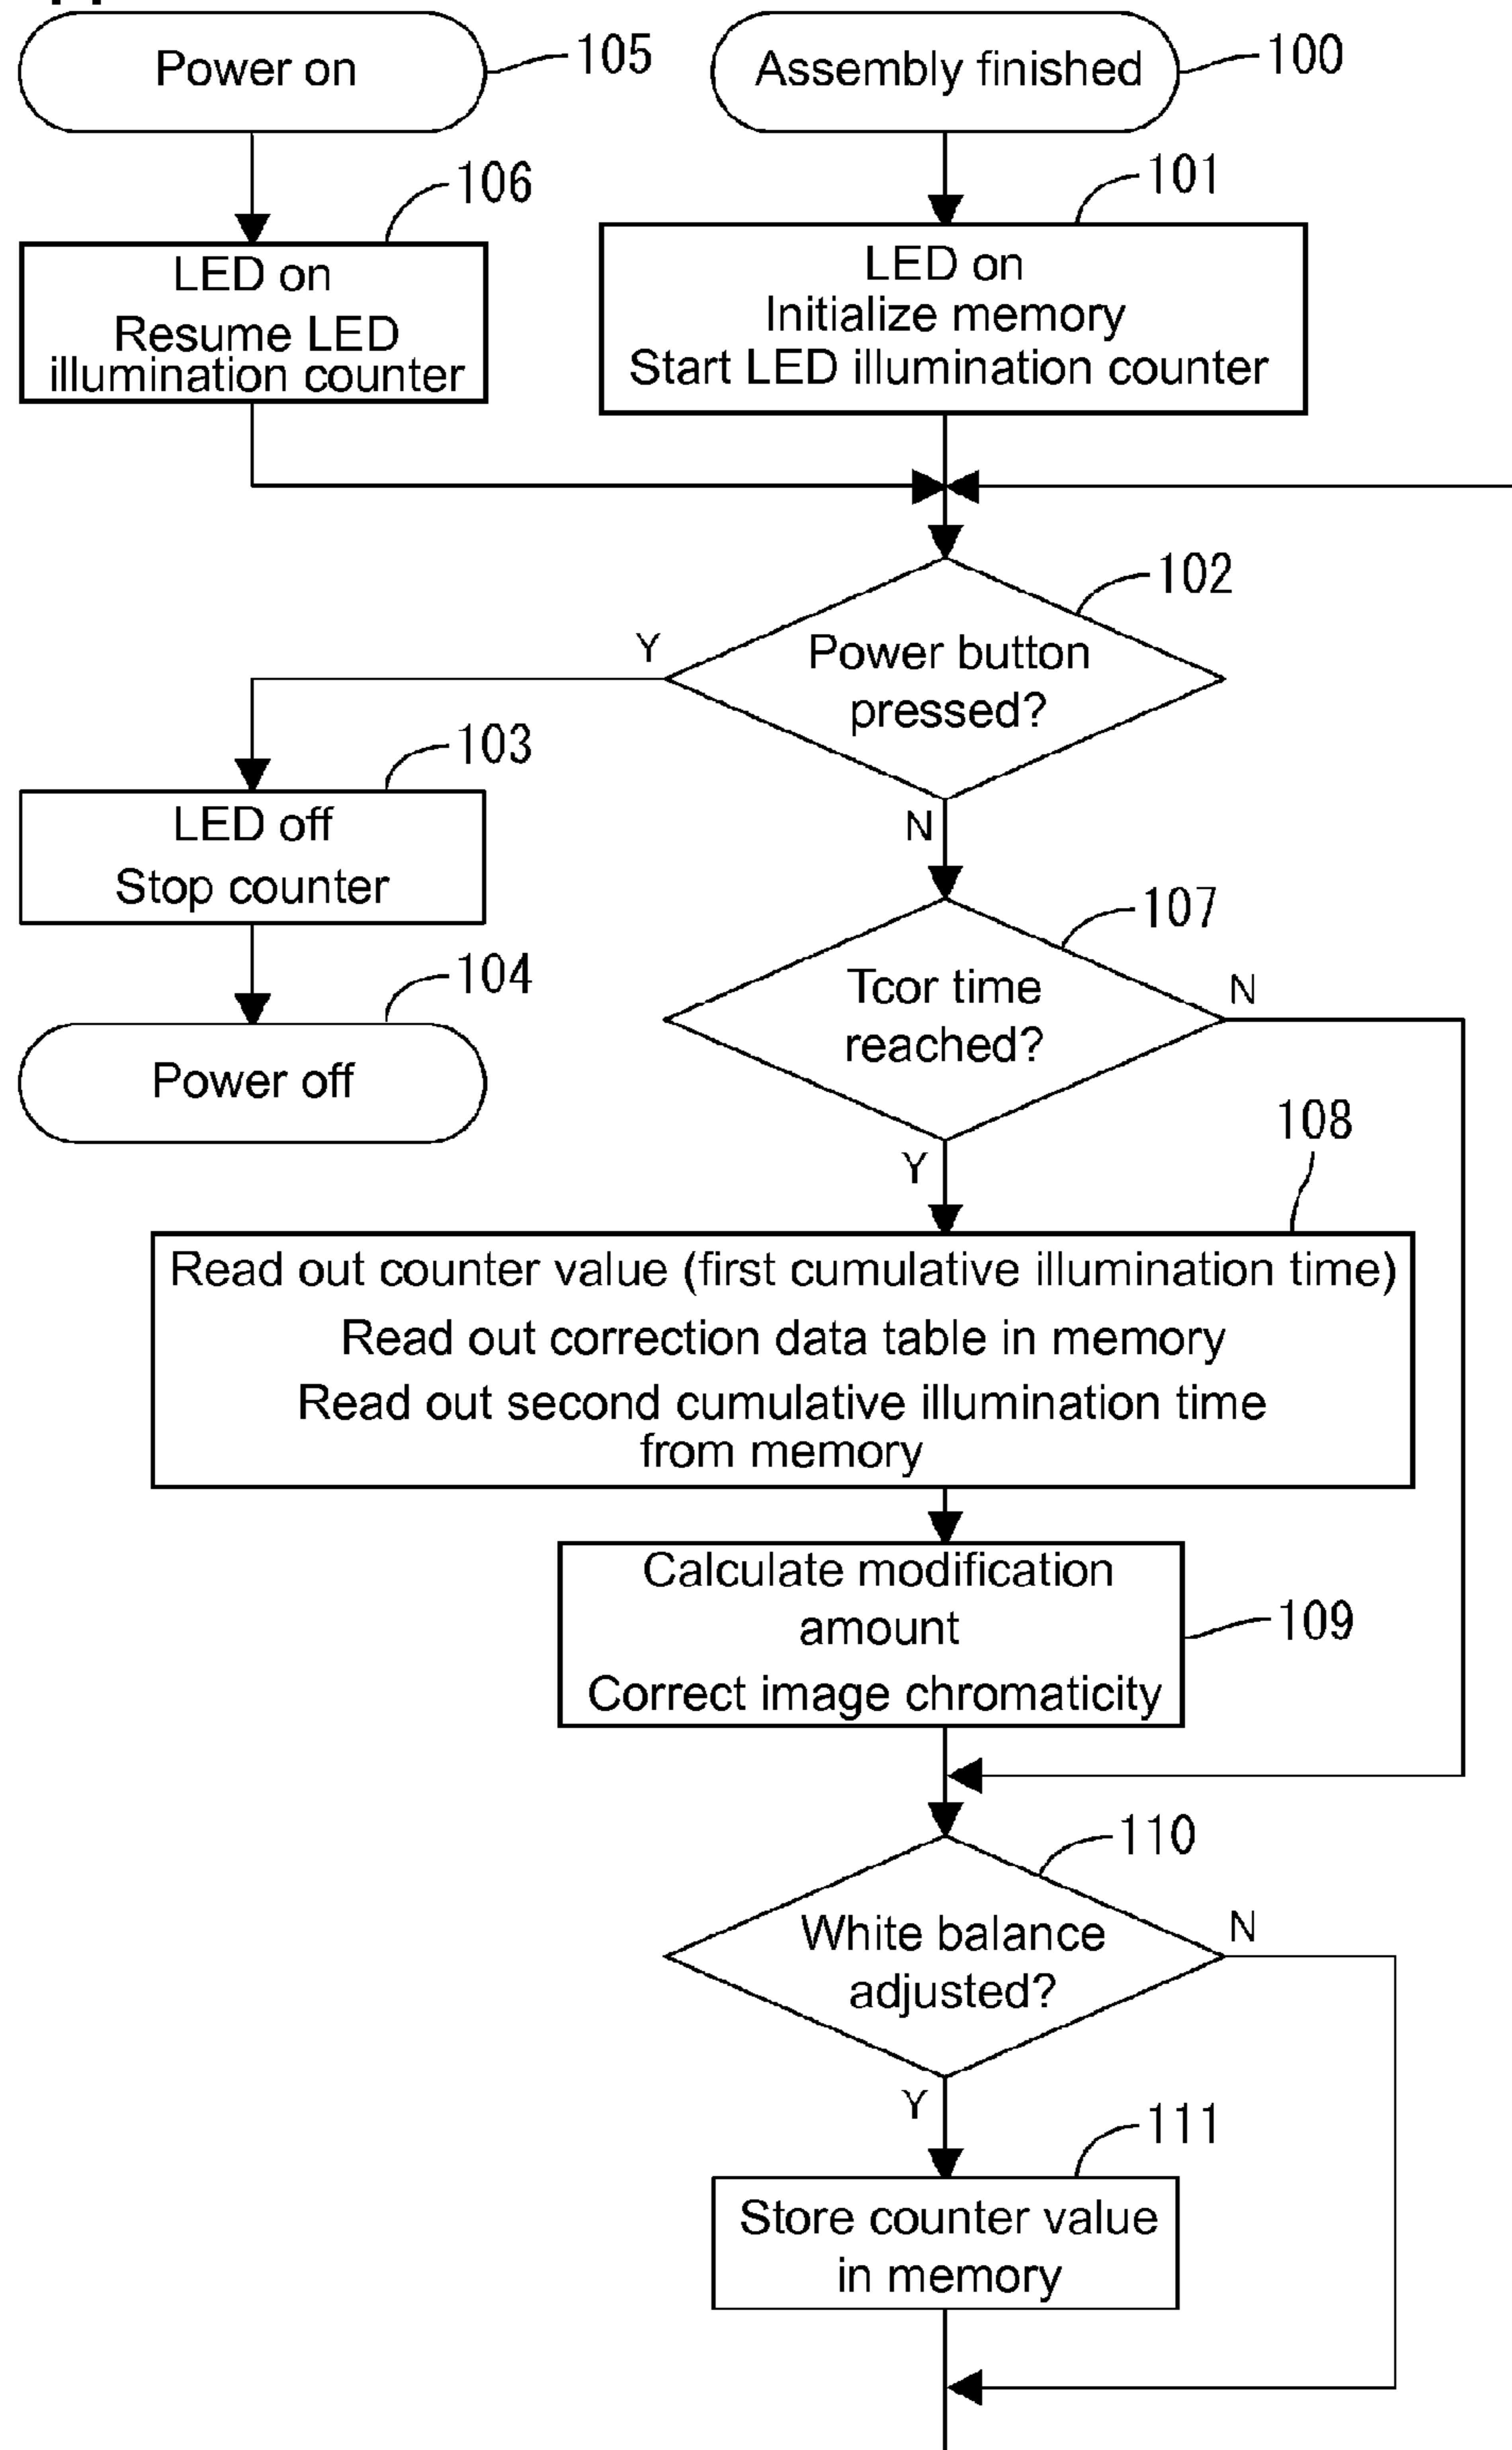 Power on
105
Assembly finished
100
106
101
LED on
Resume LED
illumination counter
LED on
Initialize memory
Start LED illumination counter
102
Power button
pressed?
Y
N
103
LED off
Stop counter
104
Power off
107
Tcor time
reached?
N
Y
108
Read out counter value (first cumulative illumination time)
Read out correction data table in memory
Read out second cumulative illumination time
from memory
Calculate modification
amount
Correct image chromaticity
109
110
White balance
adjusted?
N
Y
111
Store counter value
in memory